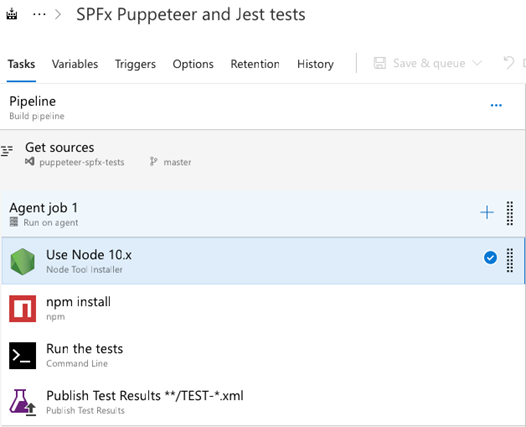 ··· > SPFx Puppeteer and Jest tests
Tasks Variables Triggers Options Retention History Save & queue
Pipeline
Build pipeline
Get sources
puppeteer-spfx-tests master
Agent job 1
Run on agent
Use Node 10.x
Node Tool Installer
npm install
npm
Run the tests
Command Line
Publish Test Results **/TEST-*.xml
Publish Test Results